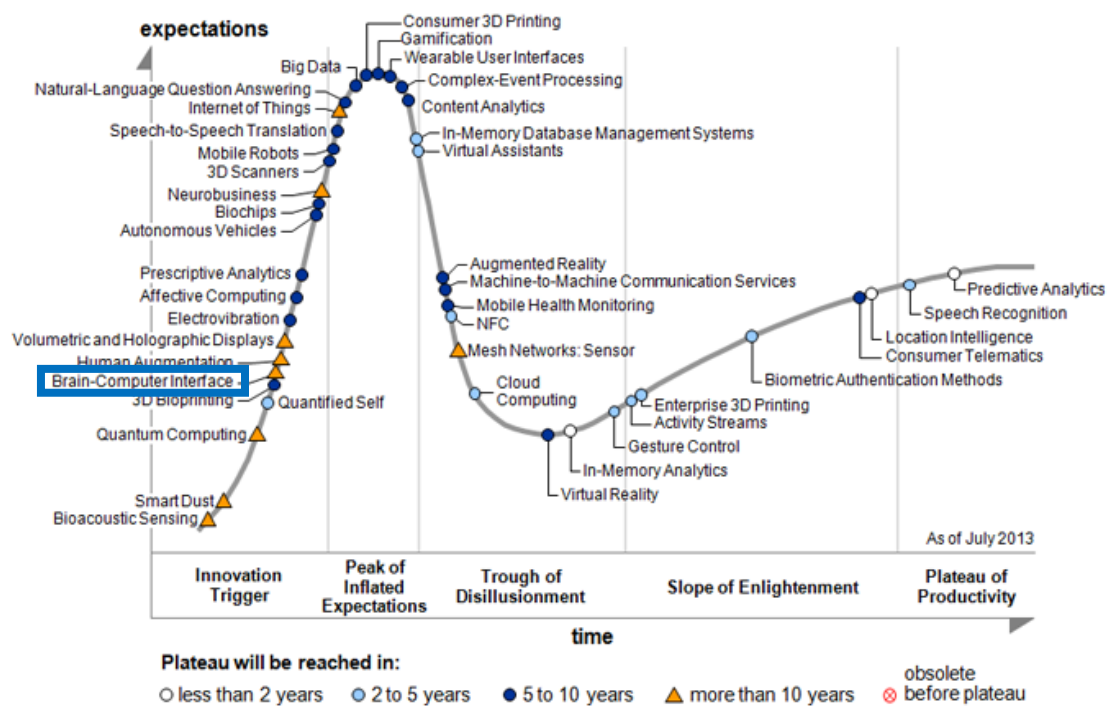 expectations
Consumer 3D Printing
Gamification
Wearable User Interfaces
Big Data
Complex-Event Processing
Natural-Language Question Answering
Content Analytics
Internet of Things
Speech-to-Speech Translation
In-Memory Database Management Systems
Mobile Robots
Virtual Assistants
3D Scanners
Neurobusiness
Biochips
Autonomous Vehicles
Augmented Reality
Prescriptive Analytics
Machine-to-Machine Communication Services
Predictive Analytics
Affective Computing
Mobile Health Monitoring
Speech Recognition
Electrovibration
NFC
Location Intelligence
Volumetric and Holographic Displays
Mesh Networks: Sensor
Consumer Telematics
Human Augmentation
Brain-Computer Interface
Biometric Authentication Methods
3D Bioprinting
Quantified Self
Cloud
Computing
Enterprise 3D Printing
Activity Streams
Quantum Computing
Gesture Control
In-Memory Analytics
Virtual Reality
Smart Dust
Bioacoustic Sensing
As of July 2013
Innovation
Trigger
Peak of
Inflated
Expectations
Trough of
Disillusionment
Slope of Enlightenment
Plateau of
Productivity
time
Plateau will be reached in:
less than 2 years
2 to 5 years
5 to 10 years
more than 10 years
obsolete
before plateau